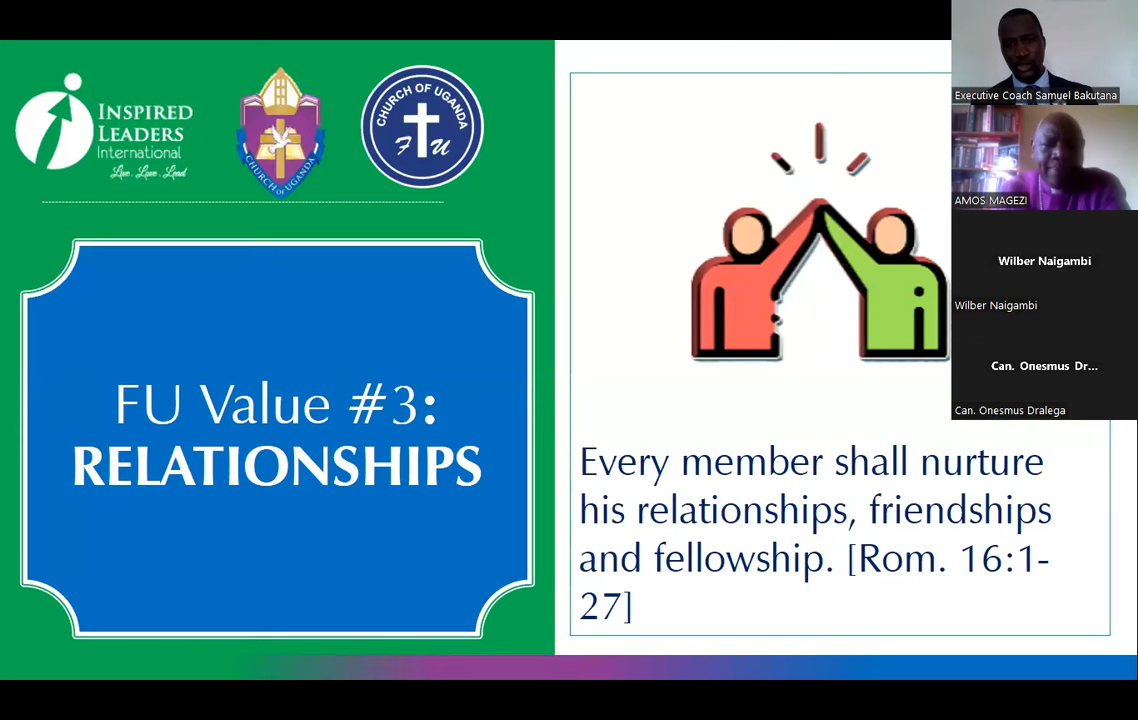 INSPIRED
LEADERS
International
Live . Love . Lead
CHURCH OF UGANDA
CHURCH OF UGANDA
F U
FU Value #3:
RELATIONSHIPS
Every member shall nurture
his relationships, friendships
and fellowship. [Rom. 16:1-
27]
Executive Coach Samuel Bakutana
AMOS MAGEZI
Wilber Naigambi
Wilber Naigambi
Can. Onesmus Dr...
Can. Onesmus Dralega